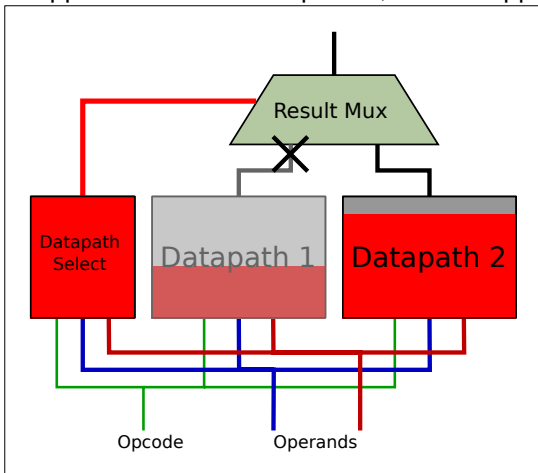 Result Mux
Datapath
Select
Datapath 1
Datapath 2
Opcode
Operands